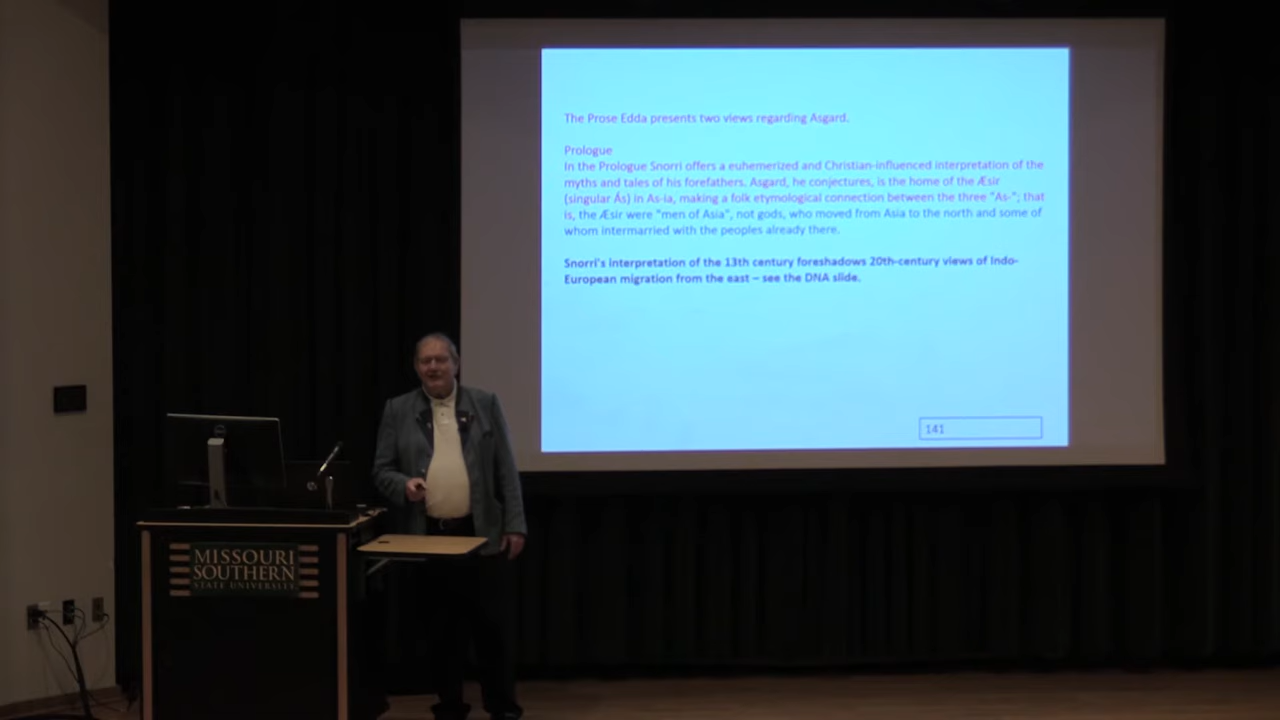 The Prose Edda presents two views regarding Asgard.
Prologue
In the Prologue Snorri offers a euhemerized and Christian-influenced interpretation of the
myths and tales of his forefathers. Asgard, he conjectures, is the home of the Æsir
(singular Ás) in As-ia, making a folk etymological connection between the three "As-"; that
is, the Æsir were "men of Asia", not gods, who moved from Asia to the north and some of
whom intermarried with the peoples already there.
Snorri's interpretation of the 13th century foreshadows 20th-century views of Indo-
European migration from the east – see the DNA slide.
141
MISSOURI
SOUTHERN
STATE UNIVERSITY